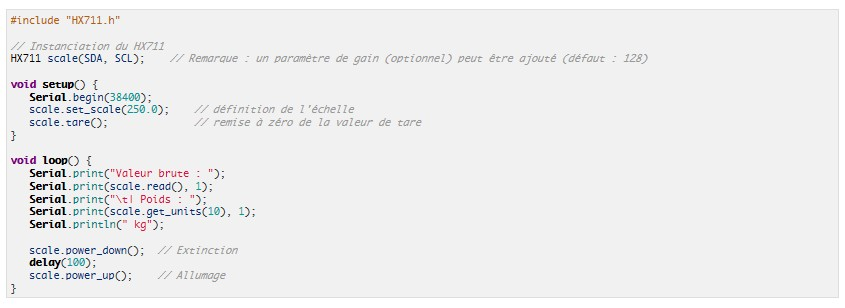 #include "HX711.h"
// Instanciation du HX711
HX711 scale(SDA, SCL);    // Remarque : un paramètre de gain (optionnel) peut être ajouté (défaut : 128)
void setup() {
Serial.begin(38400);
scale.set_scale(250.0);    // définition de l'échelle
scale.tare();    // remise à zéro de la valeur de tare
}
void loop() {
Serial.print("Valeur brute : ");
Serial.print(scale.read(), 1);
Serial.print("\t| Poids : ");
Serial.print(scale.get_units(10), 1);
Serial.println(" kg");
scale.power_down();  // Extinction
delay(100);
scale.power_up();    // Allumage
}